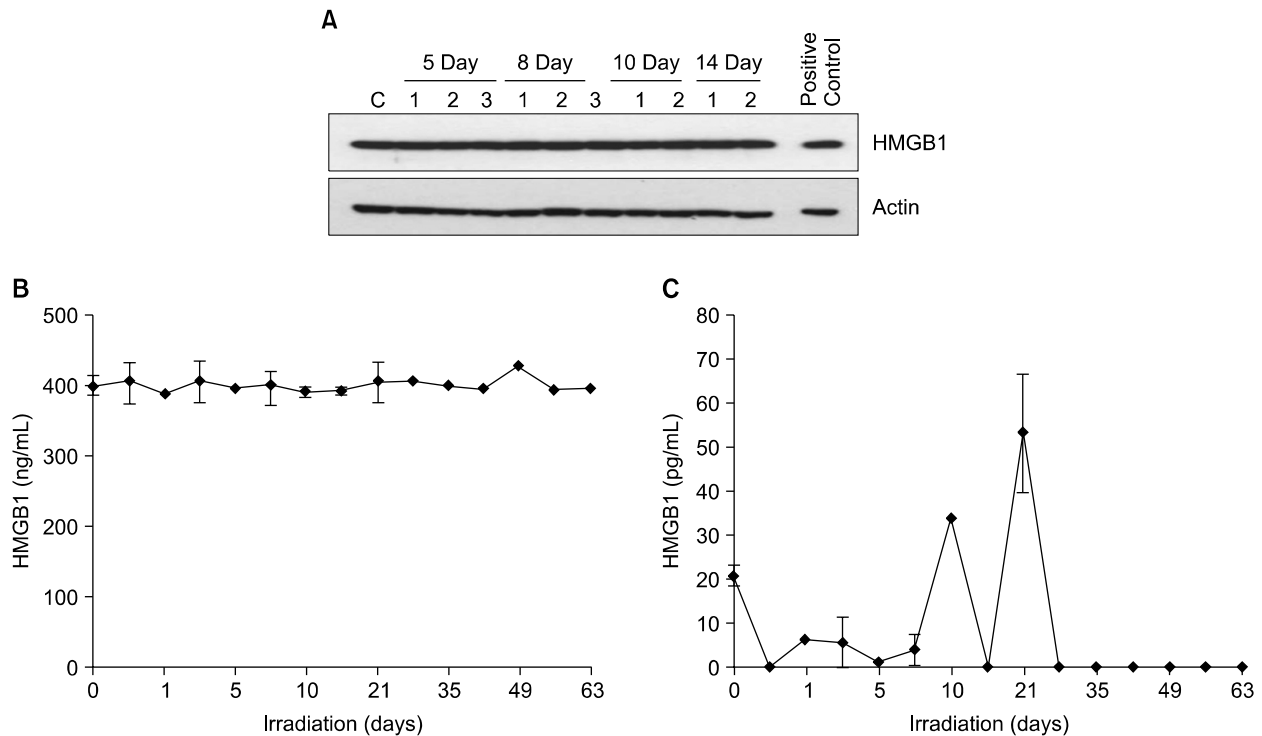 A
5 Day 8 Day 10 Day 14 Day Positive Control
C 1 2 3 1 2 3 1 2 1 2
HMGB1
Actin
B
500
400
300
200
100
0
HMGB1 (ng/mL)
0 1 5 10 21 35 49 63
Irradiation (days)
C
80
70
60
50
40
30
20
10
0
HMGB1 (pg/mL)
0 1 5 10 21 35 49 63
Irradiation (days)